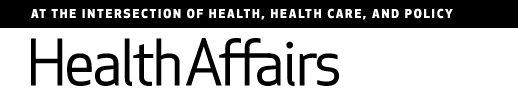 AT THE INTERSECTION OF HEALTH, HEALTH CARE, AND POLICY
HealthAffairs